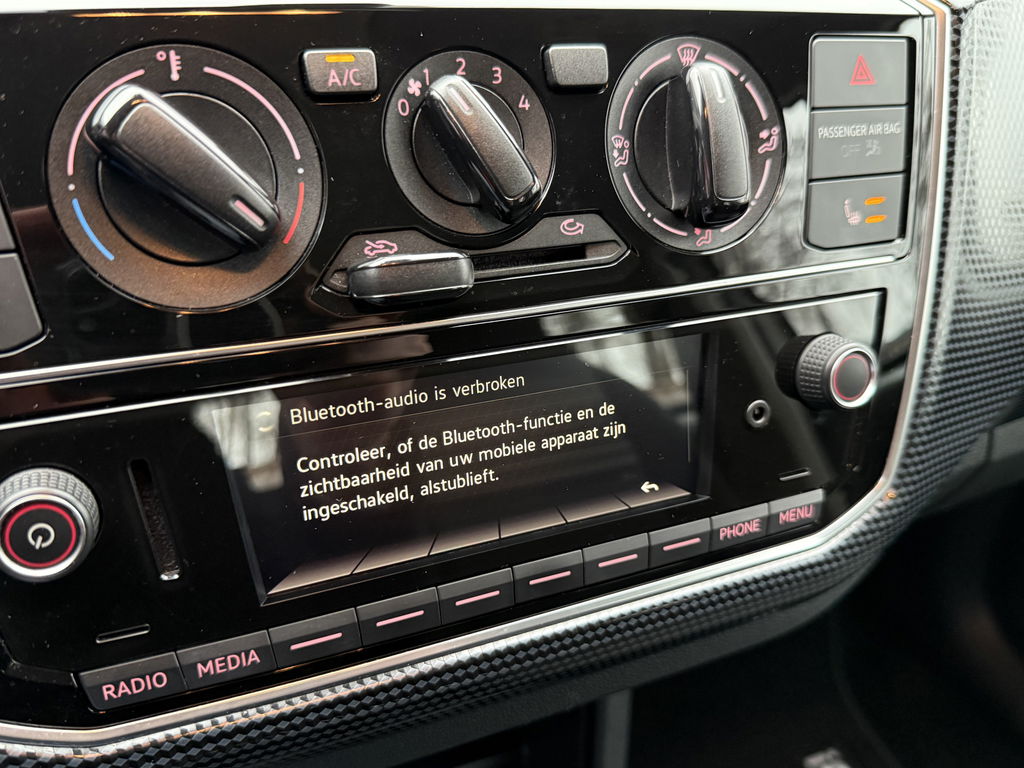 A/C
0 1 2 3 4
PASSENGER AIR BAG
OFF
Bluetooth-audio is verbroken
Controleer, of de Bluetooth-functie en de
zichtbaarheid van uw mobiele apparaat zijn
ingeschakeld, alstublieft.
RADIO
MEDIA
PHONE
MENU